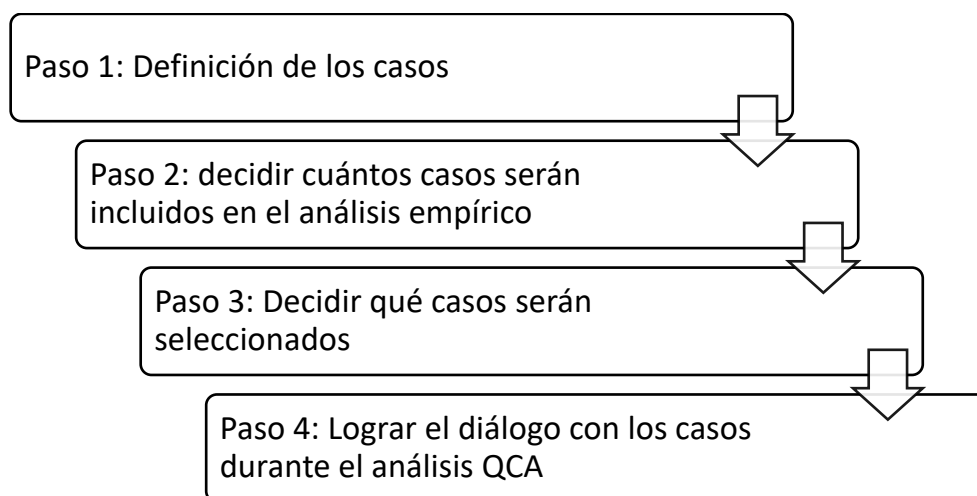 Paso 1: Definición de los casos
Paso 2: decidir cuántos casos serán
incluidos en el análisis empírico
Paso 3: Decidir qué casos serán
seleccionados
Paso 4: Lograr el diálogo con los casos
durante el análisis QCA